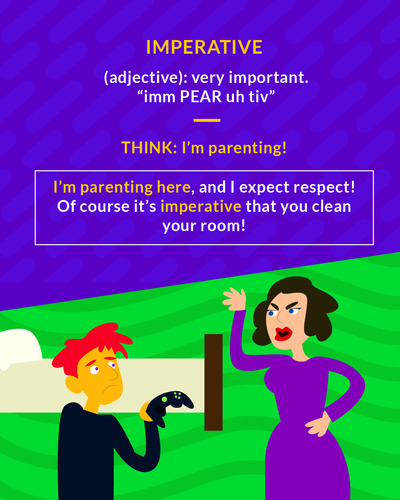 IMPERATIVE
(adjective): very important.
“imm PEAR uh tiv”
THINK: I’m parenting!
I’m parenting here, and I expect respect!
Of course it’s imperative that you clean
your room!